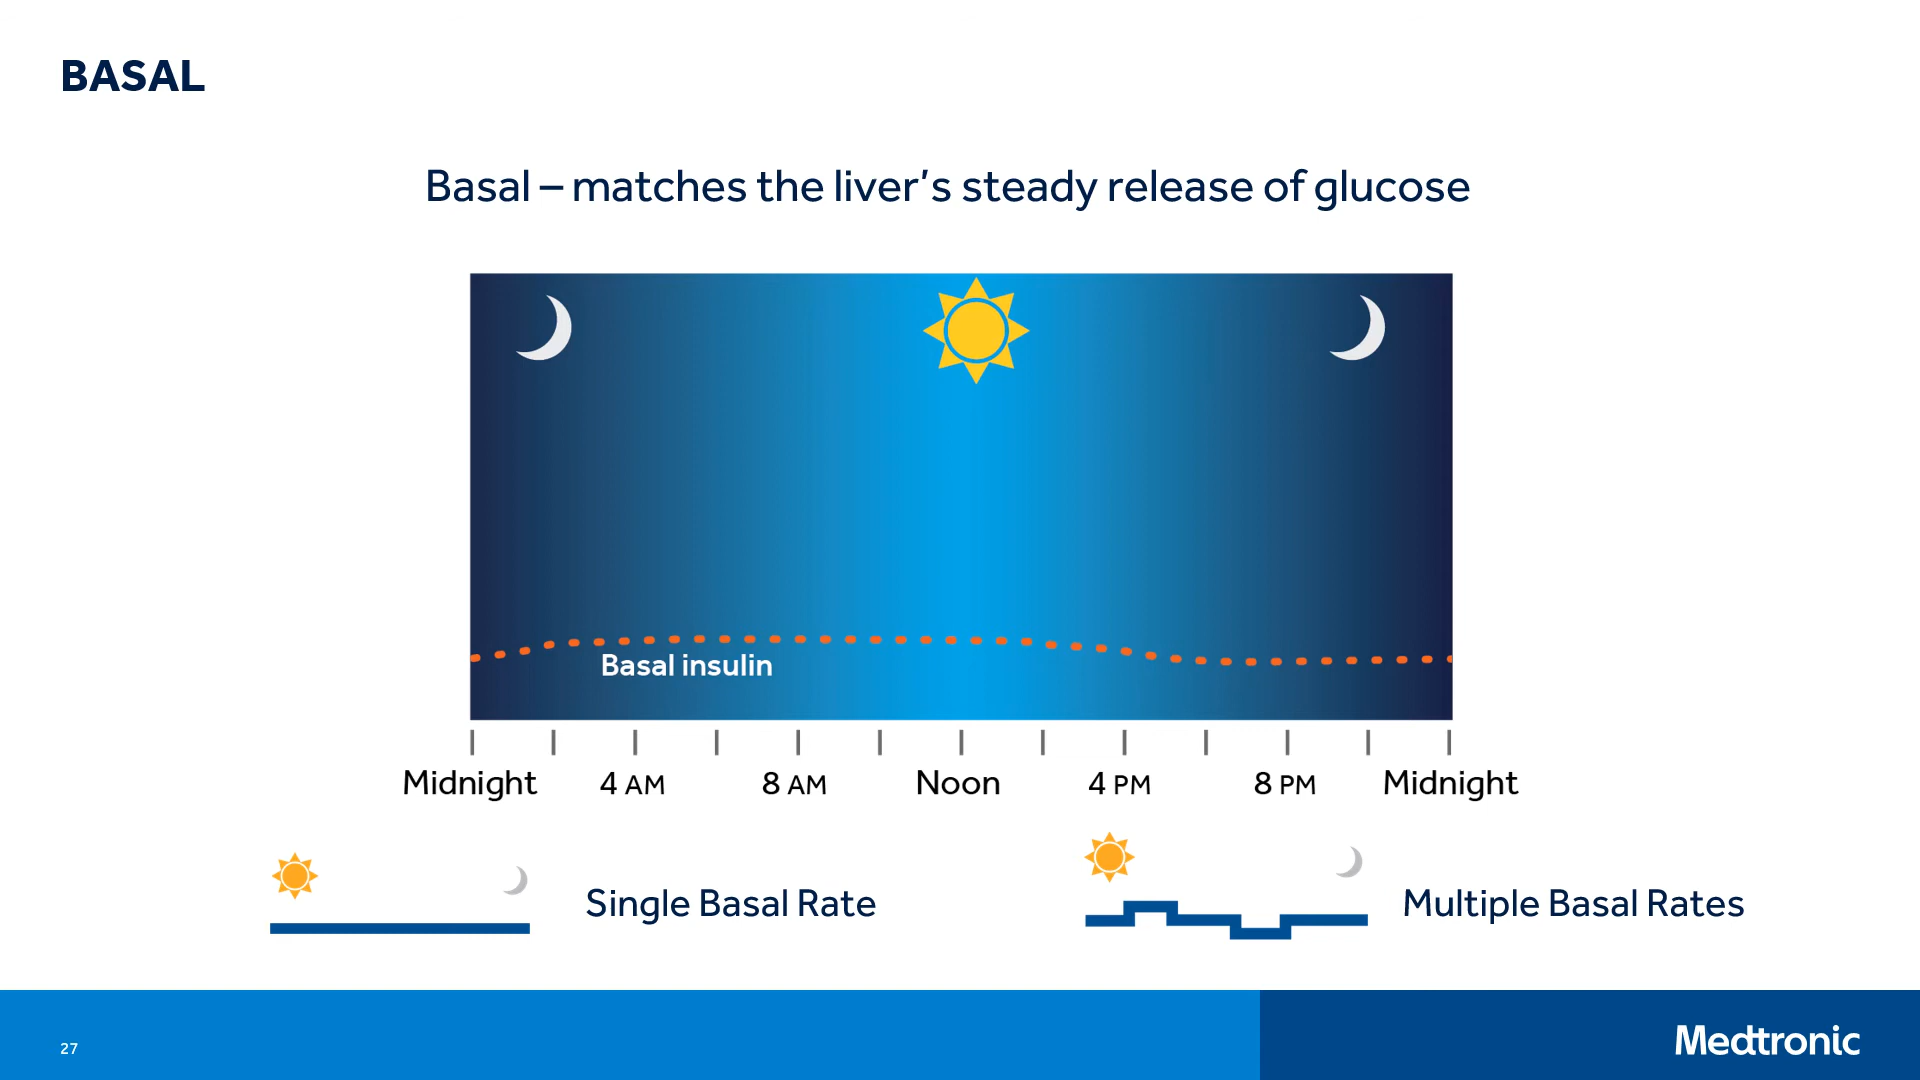 BASAL
Basal – matches the liver's steady release of glucose
Basal insulin
Midnight 4 AM 8 AM Noon 4 PM 8 PM Midnight
Single Basal Rate
Multiple Basal Rates
27
Medtronic